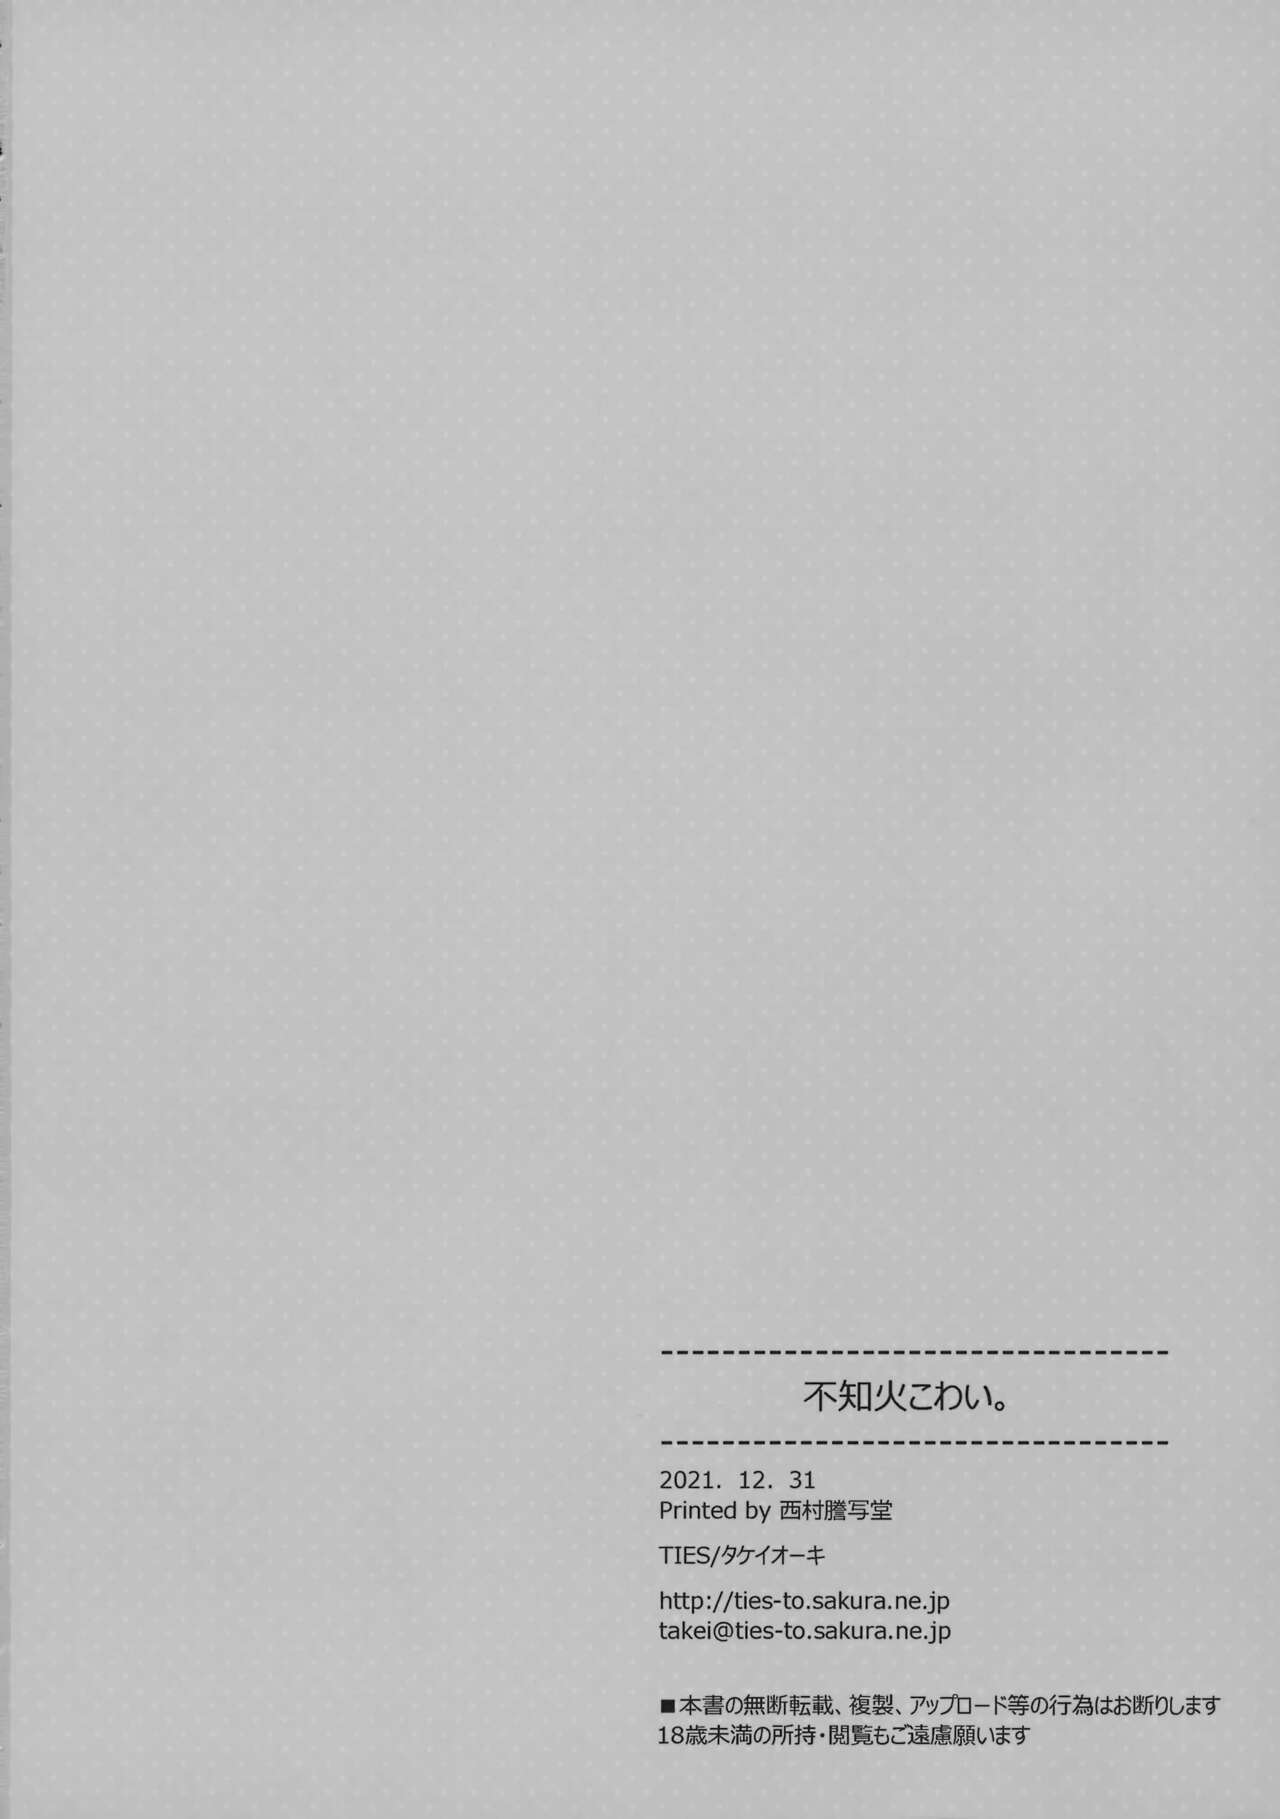 不知火こわい。
2021. 12. 31
Printed by 西村謄写堂
TIES/タケイオーキ
http://ties-to.sakura.ne.jp
takei@ties-to.sakura.ne.jp
■本書の無断転載、複製、アップロード等の行為はお断りします
18歳未満の所持・閲覧もご遠慮願います